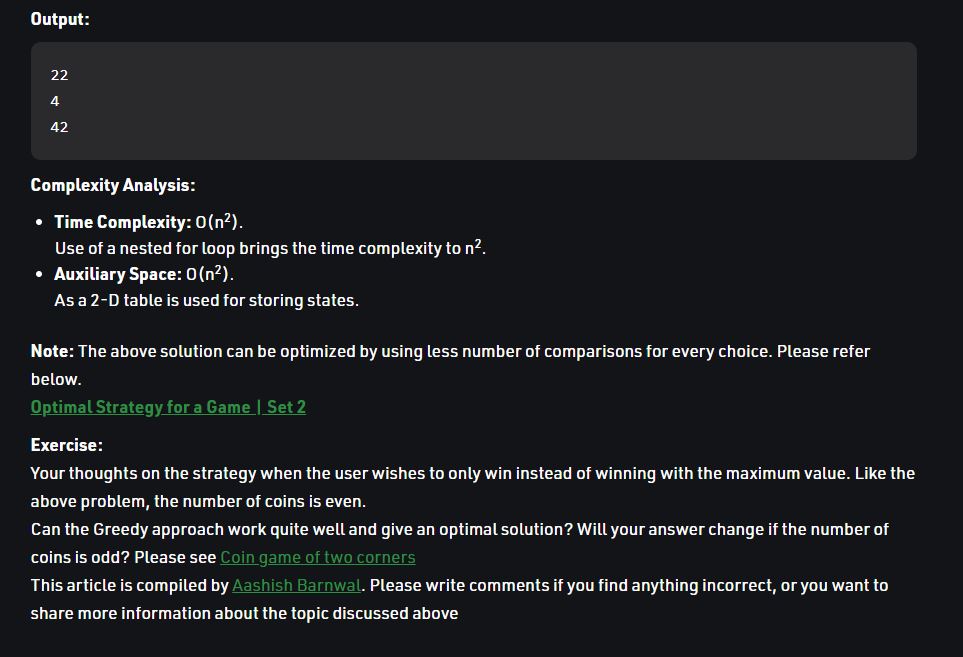 Output:
22
4
42
Complexity Analysis:
• Time Complexity: O(n²).
Use of a nested for loop brings the time complexity to n².
• Auxiliary Space: O(n²).
As a 2-D table is used for storing states.
Note: The above solution can be optimized by using less number of comparisons for every choice. Please refer
below.
Optimal Strategy for a Game | Set 2
Exercise:
Your thoughts on the strategy when the user wishes to only win instead of winning with the maximum value. Like the
above problem, the number of coins is even.
Can the Greedy approach work quite well and give an optimal solution? Will your answer change if the number of
coins is odd? Please see Coin game of two corners
This article is compiled by Aashish Barnwal. Please write comments if you find anything incorrect, or you want to
share more information about the topic discussed above